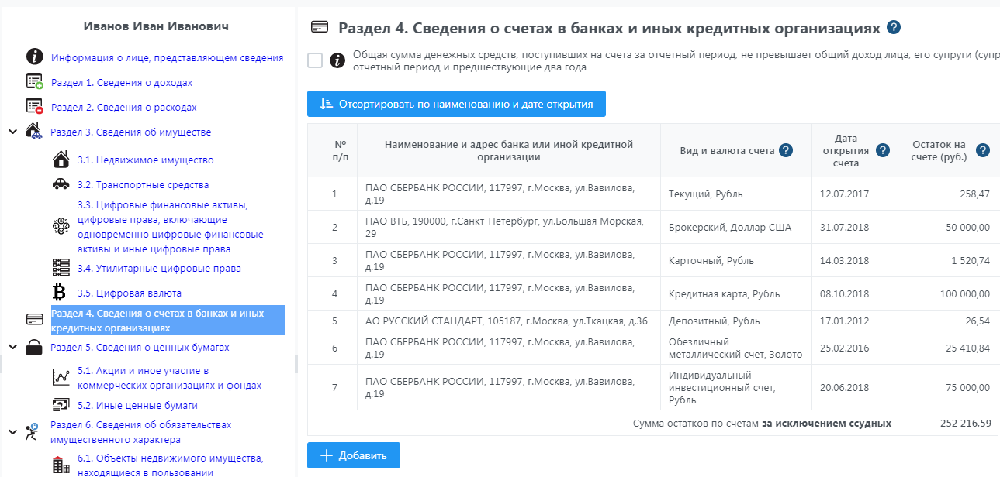 Иванов Иван Иванович
Информация о лице, представляющем сведения
Раздел 1. Сведения о доходах
Раздел 2. Сведения о расходах
Раздел 3. Сведения об имуществе
3.1. Недвижимое имущество
3.2. Транспортные средства
3.3. Цифровые финансовые активы,
цифровые права, включающие
одновременно цифровые финансовые
активы и иные цифровые права
3.4. Утилитарные цифровые права
3.5. Цифровая валюта
Раздел 4. Сведения о счетах в банках и иных
кредитных организациях
Раздел 5. Сведения о ценных бумагах
5.1. Акции и иное участие в
коммерческих организациях и фондах
5.2. Иные ценные бумаги
Раздел 6. Сведения об обязательствах
имущественного характера
6.1. Объекты недвижимого имущества,
находящиеся в пользовании
Раздел 4. Сведения о счетах в банках и иных кредитных организациях ?
Общая сумма денежных средств, поступивших на счета за отчетный период, не превышает общий доход лица, его супруги (супр
отчетный период и предшествующие два года
Отсортировать по наименованию и дате открытия
№
п/п
Наименование и адрес банка или иной кредитной
организации
Вид и валюта счета ?
Дата
открытия ?
счета
Остаток на
счете (руб.) ?
1
ПАО СБЕРБАНК РОССИИ, 117997, г.Москва, ул.Вавилова,
д.19
Текущий, Рубль
12.07.2017
258,47
2
ПАО ВТБ, 190000, г.Санкт-Петербург, ул.Большая Морская,
29
Брокерский, Доллар США
31.07.2018
50 000,00
3
ПАО СБЕРБАНК РОССИИ, 117997, г.Москва, ул.Вавилова,
д.19
Карточный, Рубль
14.03.2018
1 520,74
4
ПАО СБЕРБАНК РОССИИ, 117997, г.Москва, ул.Вавилова,
д.19
Кредитная карта, Рубль
08.10.2018
100 000,00
5
АО РУССКИЙ СТАНДАРТ, 105187, г.Москва, ул.Ткацкая, д.36
Депозитный, Рубль
17.01.2012
26,54
6
ПАО СБЕРБАНК РОССИИ, 117997, г.Москва, ул.Вавилова,
д.19
Обезличный
металлический счет, Золото
25.02.2016
25 410,84
7
ПАО СБЕРБАНК РОССИИ, 117997, г.Москва, ул.Вавилова,
д.19
Индивидуальный
инвестиционный счет,
Рубль
20.06.2018
75 000,00
Сумма остатков по счетам за исключением ссудных
252 216,59
Добавить